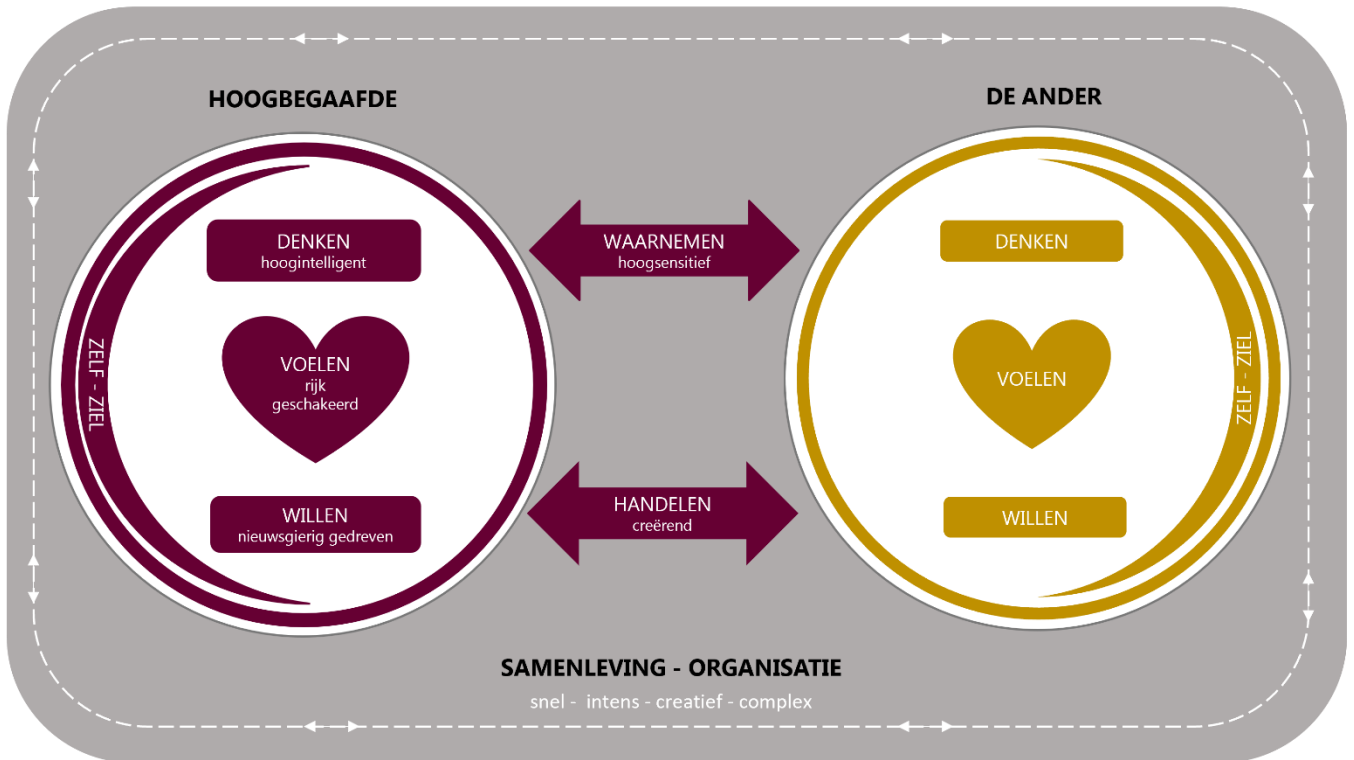 HOOGBEGAAFDE
DE ANDER
DENKEN
hoogintelligent
WAARNEMEN
hoogsensitief
DENKEN
ZELF - ZIEL
VOELEN
rijk
geschakeerd
VOELEN
ZELF - ZIEL
WILLEN
nieuwsgierig gedreven
HANDELEN
creërend
WILLEN
SAMENLEVING - ORGANISATIE
snel - intens - creatief - complex